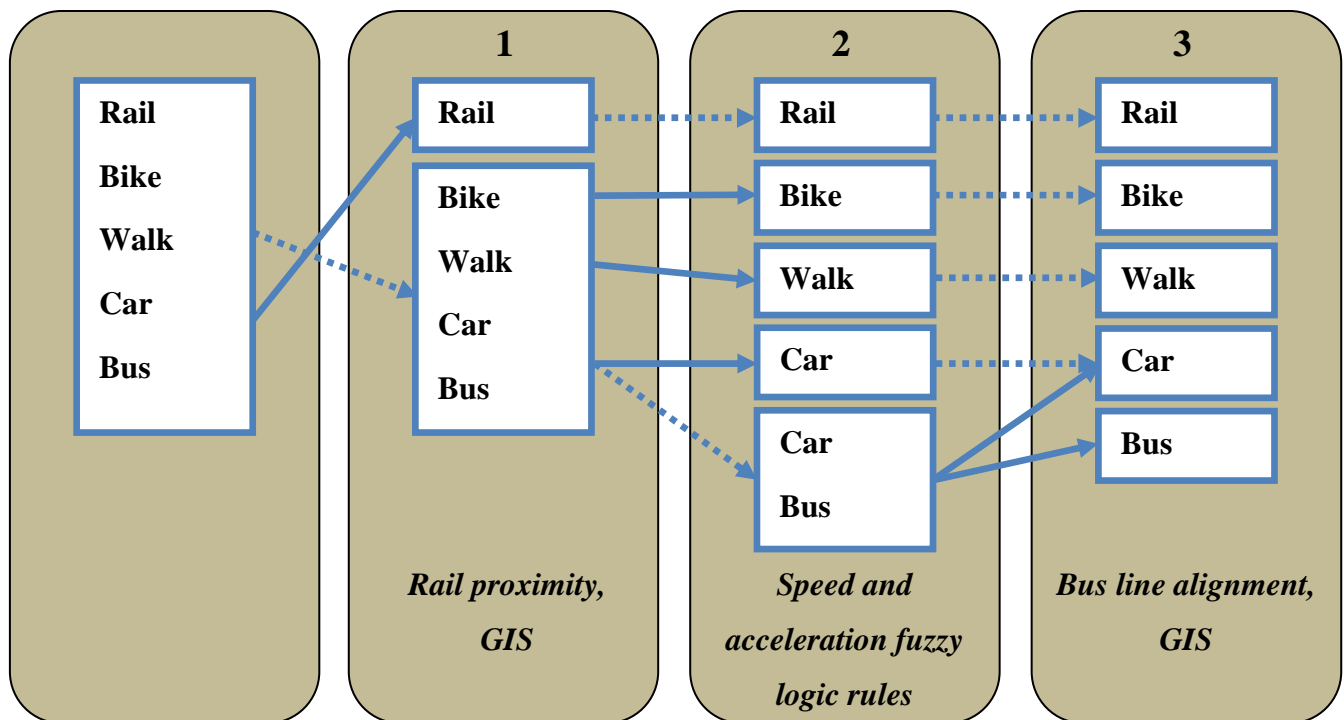 Rail
Bike
Walk
Car
Bus
1
Rail
Bike
Walk
Car
Bus
Rail proximity,
GIS
2
Rail
Bike
Walk
Car
Car
Bus
Speed and
acceleration fuzzy
logic rules
3
Rail
Bike
Walk
Car
Bus
Bus line alignment,
GIS